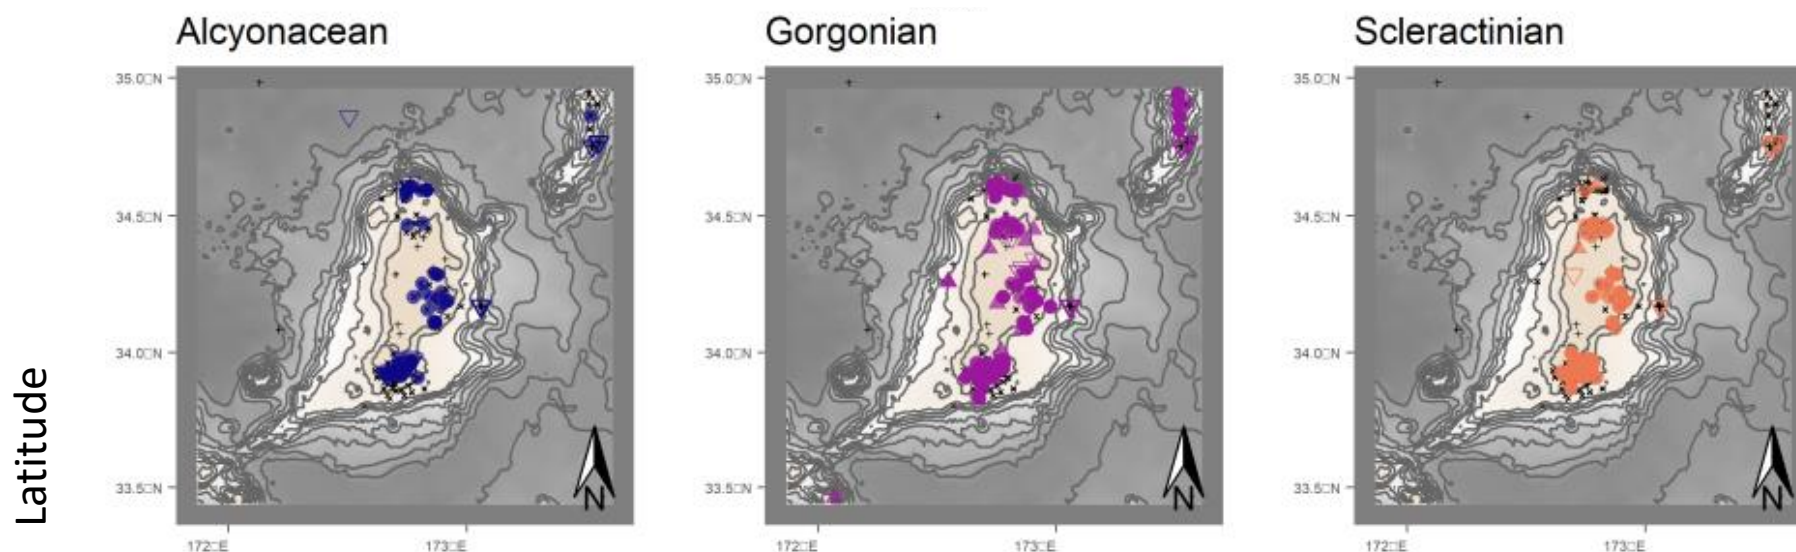 Alcyonacean
Gorgonian
Scleractinian
35.0□N
35.0□N
35.0□N
34.5□N
34.5□N
34.5□N
34.0□N
34.0□N
34.0□N
33.5□N
33.5□N
33.5□N
Latitude
N
N
N
172□E
173□E
172□E
173□E
172□E
173□E